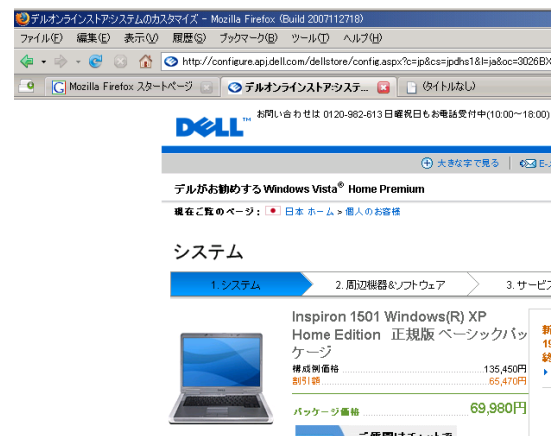 デルオンラインストア:システムのカスタマイズ - Mozilla Firefox (Build 2007112718)
ファイル(F) 編集(E) 表示(V) 履歴(S) ブックマーク(B) ツール(T) ヘルプ(H)
http://configure.apj.dell.com/dellstore/config.aspx?c=jp&cs=jpdhs1&l=ja&oc=3026BX
Mozilla Firefox スタートページ デルオンラインストア:システ... (タイトルなし)
DELL™ お問い合わせは 0120-982-613 日曜祝日もお電話受付中(10:00～18:00)
大きな字で見る
デルがお勧めする Windows Vista® Home Premium
現在ご覧のページ: 日本 ホーム > 個人のお客様
システム
1. システム 2. 周辺機器&ソフトウェア 3. サービ
Inspiron 1501 Windows(R) XP
Home Edition 正規版 ベーシックパッ
ケージ
構成例価格 135,450円
割引額 65,470円
パッケージ価格 69,980円